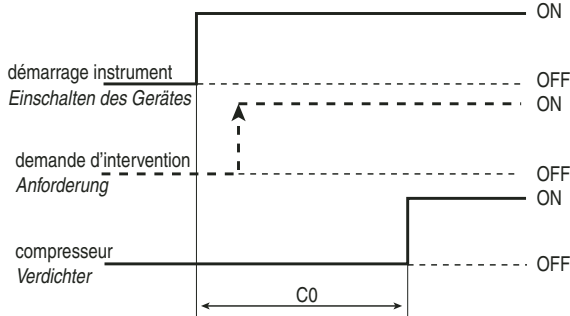 ON
démarrage instrument
Einschalten des Gerätes
OFF
ON
demande d'intervention
Anforderung
OFF
ON
compresseur
Verdichter
OFF
C0